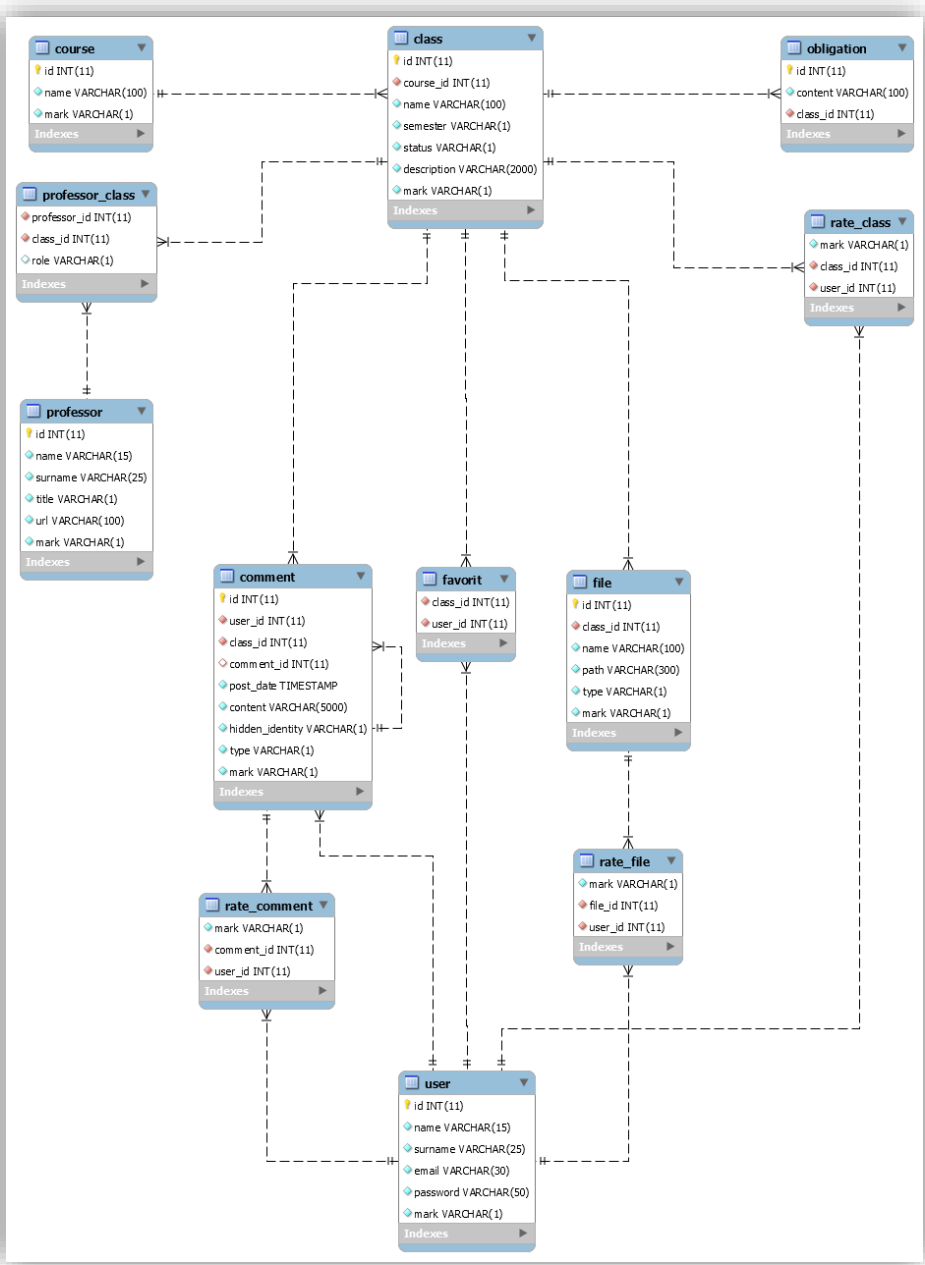 course
id INT(11)
name VARCHAR(100)
mark VARCHAR(1)
Indexes
class
id INT(11)
course_id INT(11)
name VARCHAR(100)
semester VARCHAR(1)
status VARCHAR(1)
description VARCHAR(2000)
mark VARCHAR(1)
Indexes
obligation
id INT(11)
content VARCHAR(100)
class_id INT(11)
Indexes
professor_class
professor_id INT(11)
class_id INT(11)
role VARCHAR(1)
Indexes
rate_class
mark VARCHAR(1)
class_id INT(11)
user_id INT(11)
Indexes
professor
id INT(11)
name VARCHAR(15)
surname VARCHAR(25)
title VARCHAR(1)
url VARCHAR(100)
mark VARCHAR(1)
Indexes
comment
id INT(11)
user_id INT(11)
class_id INT(11)
comment_id INT(11)
post_date TIMESTAMP
content VARCHAR(5000)
hidden_identity VARCHAR(1)
type VARCHAR(1)
mark VARCHAR(1)
Indexes
favorit
class_id INT(11)
user_id INT(11)
Indexes
file
id INT(11)
class_id INT(11)
name VARCHAR(100)
path VARCHAR(300)
type VARCHAR(1)
mark VARCHAR(1)
Indexes
rate_comment
mark VARCHAR(1)
comment_id INT(11)
user_id INT(11)
Indexes
rate_file
mark VARCHAR(1)
file_id INT(11)
user_id INT(11)
Indexes
user
id INT(11)
name VARCHAR(15)
surname VARCHAR(25)
email VARCHAR(30)
password VARCHAR(50)
mark VARCHAR(1)
Indexes